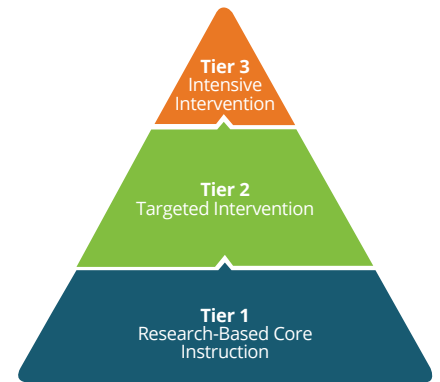 Tier 3
Intensive
Intervention
Tier 2
Targeted Intervention
Tier 1
Research-Based Core
Instruction